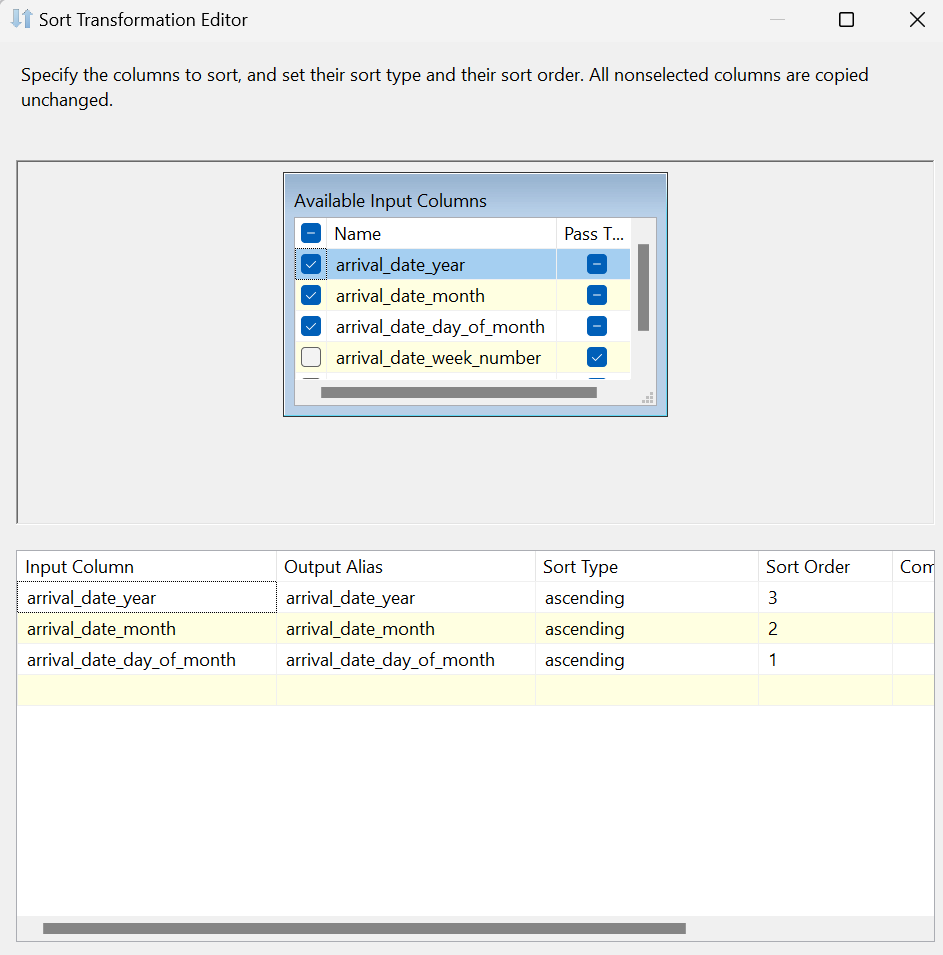 Sort Transformation Editor
Specify the columns to sort, and set their sort type and their sort order. All nonselected columns are copied
unchanged.
Available Input Columns
Name Pass T...
arrival_date_year
arrival_date_month
arrival_date_day_of_month
arrival_date_week_number
Input Column Output Alias Sort Type Sort Order Com
arrival_date_year arrival_date_year ascending 3
arrival_date_month arrival_date_month ascending 2
arrival_date_day_of_month arrival_date_day_of_month ascending 1